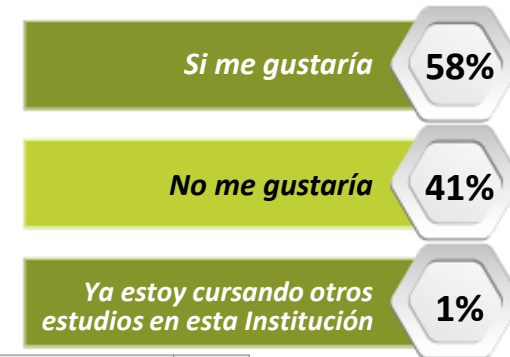 Si me gustaría 58%
No me gustaría 41%
Ya estoy cursando otros
estudios en esta Institución 1%